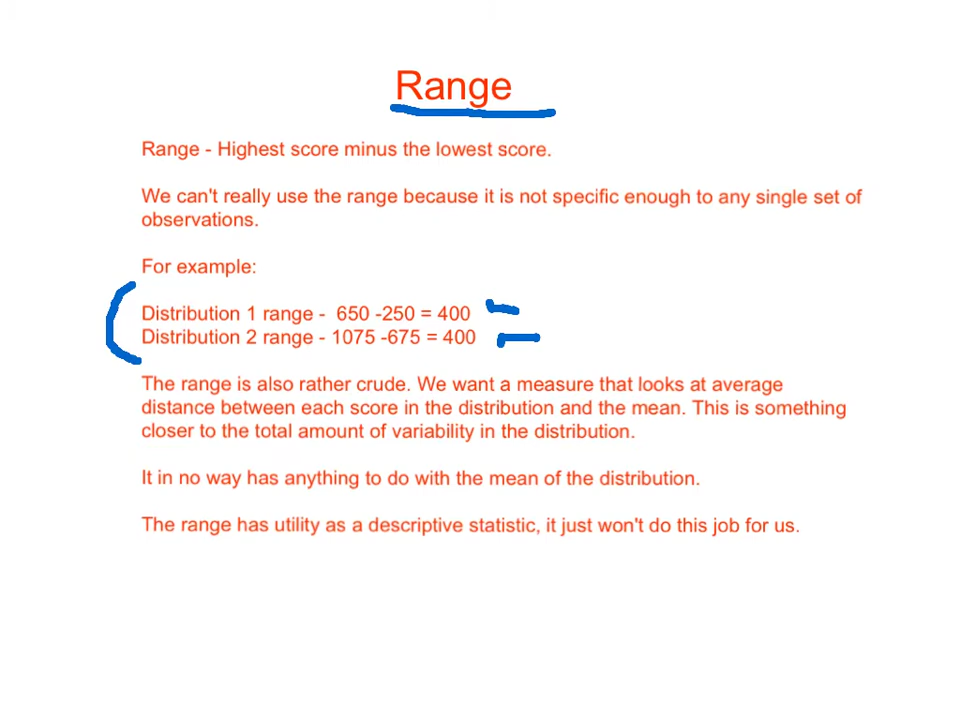 Range
Range - Highest score minus the lowest score.
We can't really use the range because it is not specific enough to any single set of
observations.
For example:
Distribution 1 range -  650 -250 = 400
Distribution 2 range - 1075 -675 = 400
The range is also rather crude. We want a measure that looks at average
distance between each score in the distribution and the mean. This is something
closer to the total amount of variability in the distribution.
It in no way has anything to do with the mean of the distribution.
The range has utility as a descriptive statistic, it just won't do this job for us.